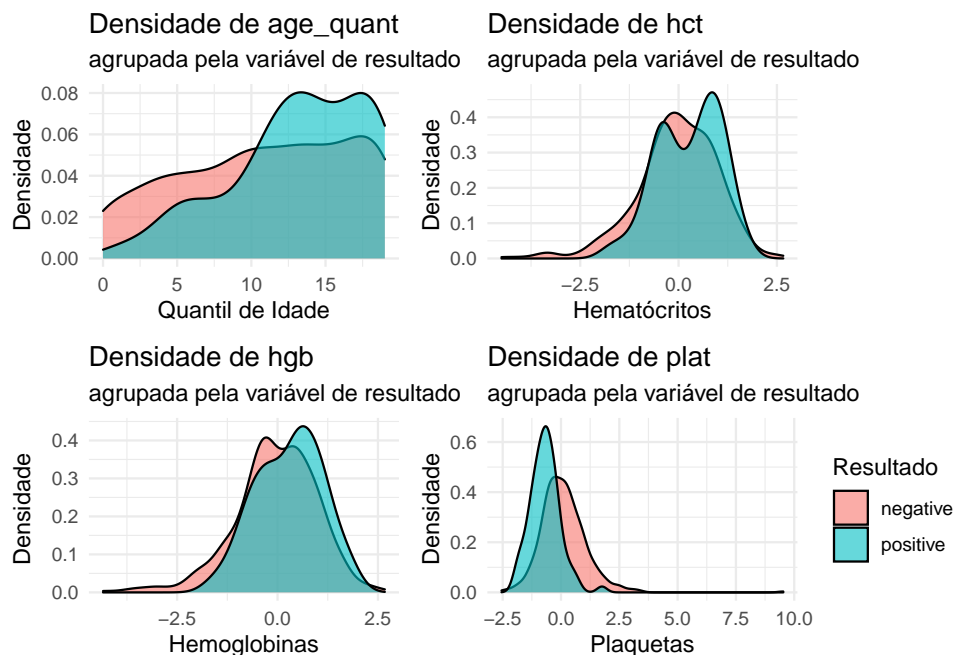 Densidade de age_quant
agrupada pela variável de resultado
0.08
0.06
0.04
0.02
0.00
Densidade
0
5
10
15
Quantil de Idade
Densidade de hct
agrupada pela variável de resultado
0.4
0.3
0.2
0.1
0.0
Densidade
−2.5
0.0
2.5
Hematócritos
Densidade de hgb
agrupada pela variável de resultado
0.4
0.3
0.2
0.1
0.0
Densidade
−2.5
0.0
2.5
Hemoglobinas
Densidade de plat
agrupada pela variável de resultado
0.6
0.4
0.2
0.0
Densidade
−2.5
0.0
2.5
5.0
7.5
10.0
Plaquetas
Resultado
negative
positive